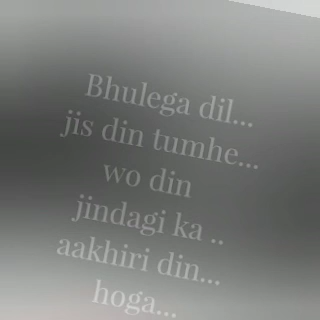 Bhulega dil...
jis din tumhe...
wo din
jindagi ka ..
aakhiri din...
hoga...